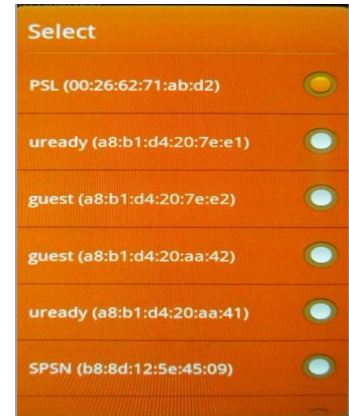 Select
PSL (00:26:62:71:ab:d2)
uready (a8:b1:d4:20:7e:e1)
guest (a8:b1:d4:20:7e:e2)
guest (a8:b1:d4:20:aa:42)
uready (a8:b1:d4:20:aa:41)
SPSN (b8:8d:12:5e:45:09)